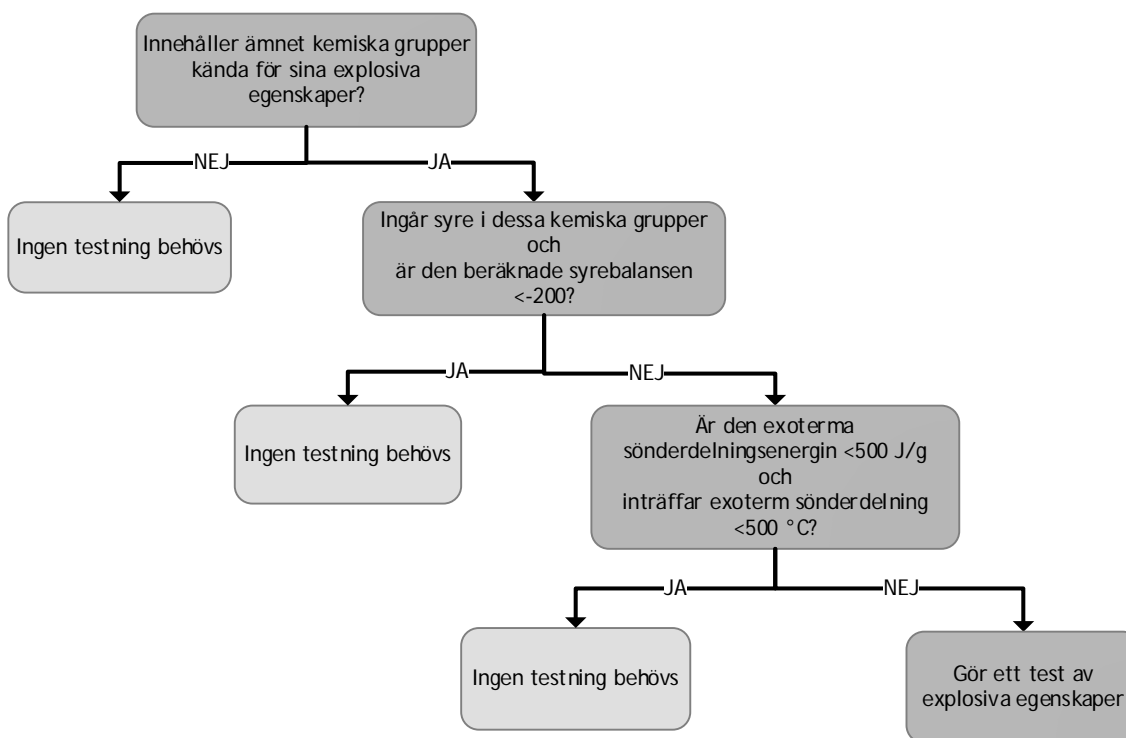 Innehåller ämnet kemiska grupper
kända för sina explosiva
egenskaper?
NEJ
JA
Ingen testning behövs
Ingår syre i dessa kemiska grupper
och
är den beräknade syrebalansen
<-200?
JA
NEJ
Ingen testning behövs
Är den exoterma
sönderdelningsenergin <500 J/g
och
inträffar exoterm sönderdelning
<500 °C?
JA
NEJ
Ingen testning behövs
Gör ett test av
explosiva egenskaper